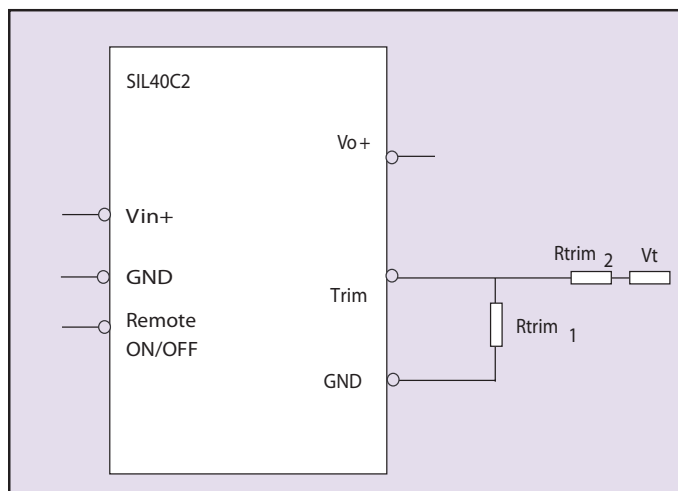 SIL40C2
Vo+
Vin+
GND
Remote
ON/OFF
Trim
GND
Rtrim 2
Vt
Rtrim 1